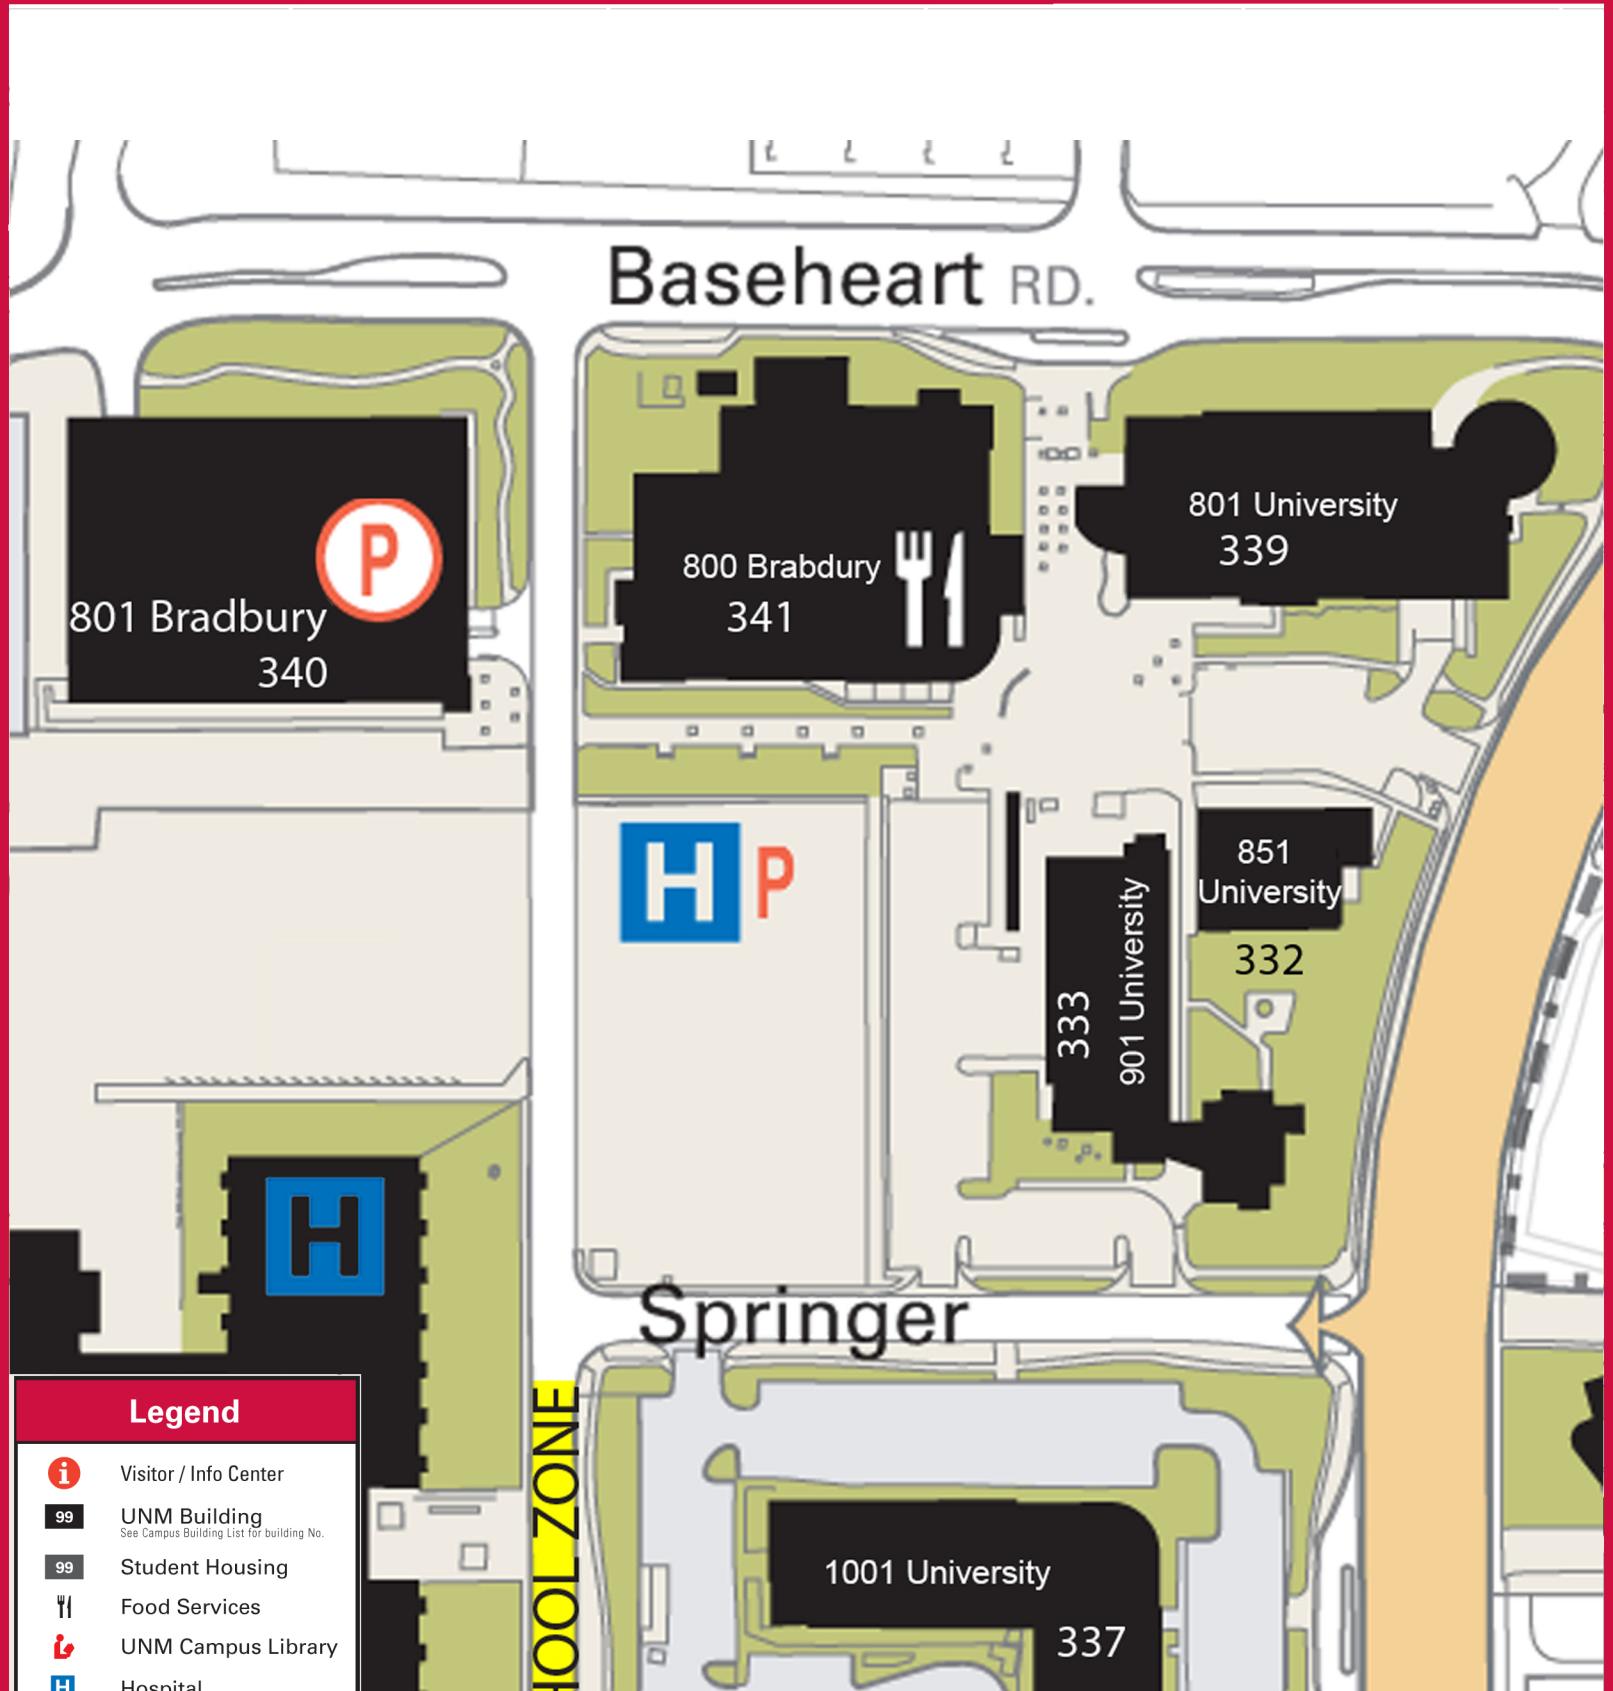 Baseheart RD.
P
801 Bradbury
340
800 Brabdury
341
801 University
339
H P
851
University
332
333
901 University
H
Springer
HOOL ZONE
1001 University
337
Legend
i Visitor / Info Center
99 UNM Building
See Campus Building List for building No.
99 Student Housing
Food Services
UNM Campus Library
H Hospital